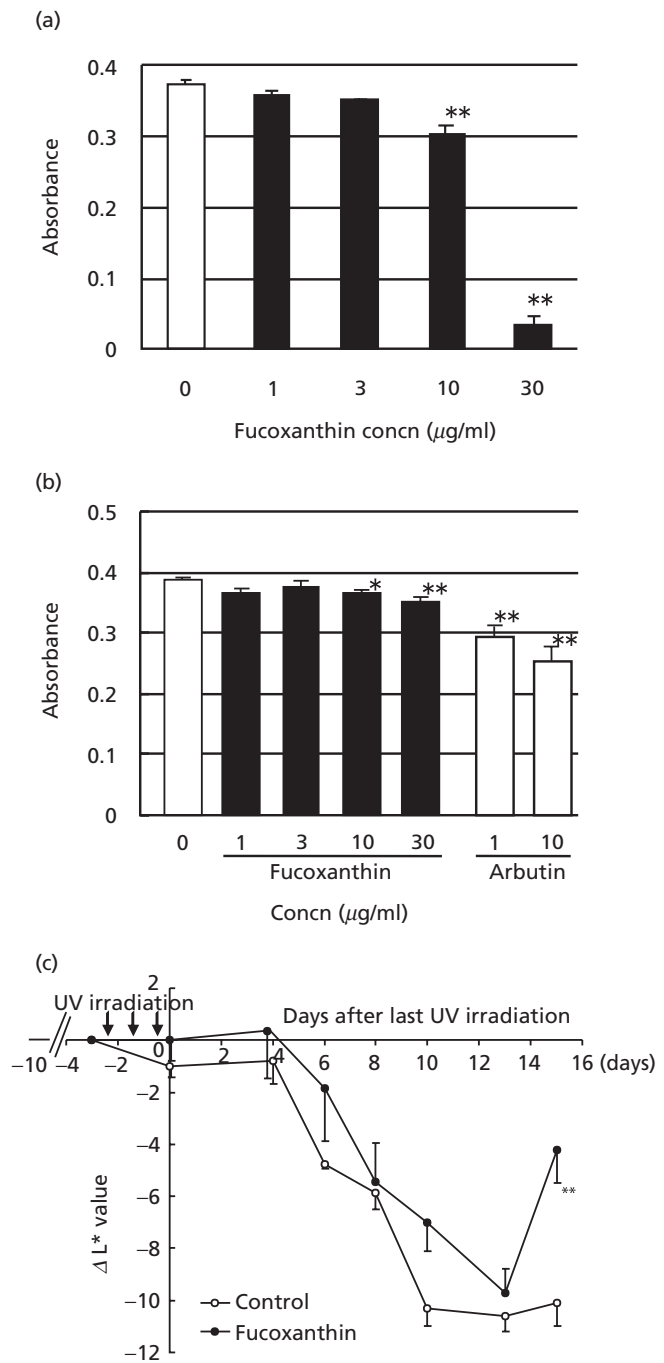 (a)
0.4
**
0.3
Absorbance
0.2
0.1
**
0
0 1 3 10 30
Fucoxanthin concn (µg/ml)
(b)
0.5
0.4
* **
0.3
** **
Absorbance
0.2
0.1
0
0 1 3 10 30 1 10
Fucoxanthin Arbutin
Concn (µg/ml)
(c)
2
UV irradiation Days after last UV irradiation
0
−10 −4 −2 2 4 6 8 10 12 14 16 (days)
−2
−4
−6
**
Δ L* value
−8
−10
Control
Fucoxanthin
−12